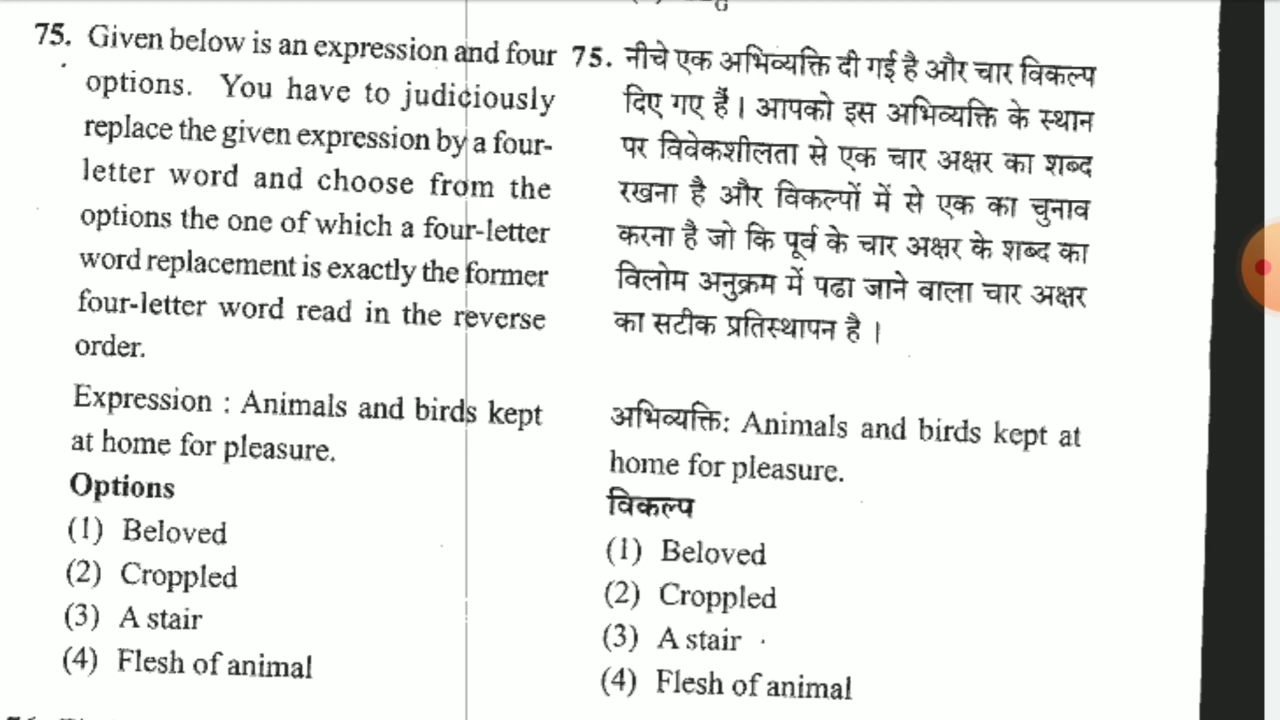 75. Given below is an expression and four
options. You have to judiciously
replace the given expression by a four-
letter word and choose from the
options the one of which a four-letter
word replacement is exactly the former
four-letter word read in the reverse
order.
Expression : Animals and birds kept
at home for pleasure.
Options
(1) Beloved
(2) Croppled
(3) A stair
(4) Flesh of animal
75. नीचे एक अभिव्यक्ति दी गई है और चार विकल्प
दिए गए हैं। आपको इस अभिव्यक्ति के स्थान
पर विवेकशीलता से एक चार अक्षर का शब्द
रखना है और विकल्पों में से एक का चुनाव
करना है जो कि पूर्व के चार अक्षर के शब्द का
विलोम अनुक्रम में पढा जाने वाला चार अक्षर
का सटीक प्रतिस्थापन है।
अभिव्यक्ति: Animals and birds kept at
home for pleasure.
विकल्प
(1) Beloved
(2) Croppled
(3) A stair
(4) Flesh of animal